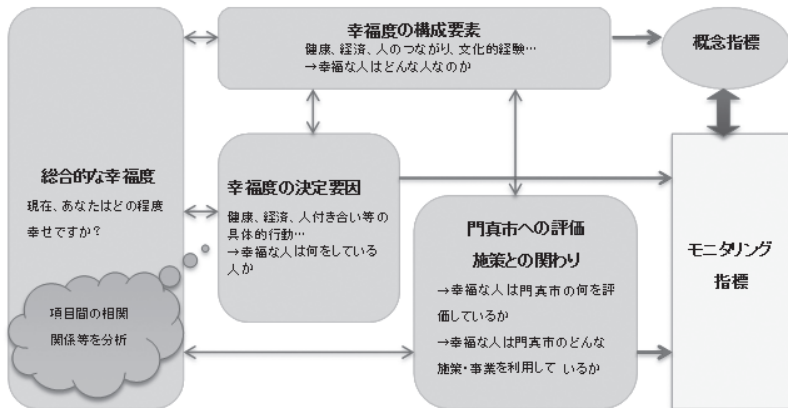 幸福度の構成要素
健康、経済、人のつながり、文化的経験…
→幸福な人はどんな人なのか
概念指標
総合的な幸福度
現在、あなたはどの程度
幸せですか?
幸福度の決定要因
健康、経済、人付き合い等の
具体的行動…
→幸福な人は何をしている
人か
門真市への評価
施策との関わり
→幸福な人は門真市の何を評
価しているか
→幸福な人は門真市のどんな
施策・事業を利用して いるか
モニタリング
指標
項目間の相関
関係等を分析